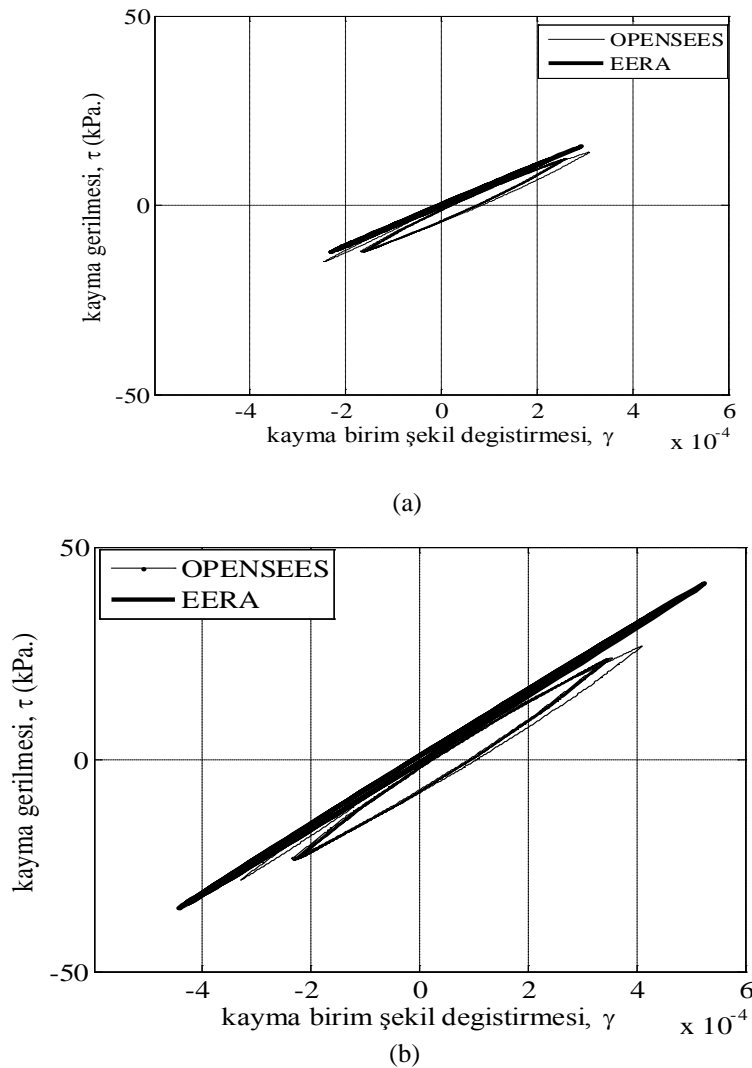 50
OPENSEES
EERA
kayma gerilmesi, τ (kPa.)
0
-50
-4 -2 0 2 4 6
kayma birim şekil degistirmesi, γ x 10-4
(a)
50
OPENSEES
EERA
kayma gerilmesi, τ (kPa.)
0
-50
-4 -2 0 2 4 6
kayma birim şekil degistirmesi, γ x 10-4
(b)